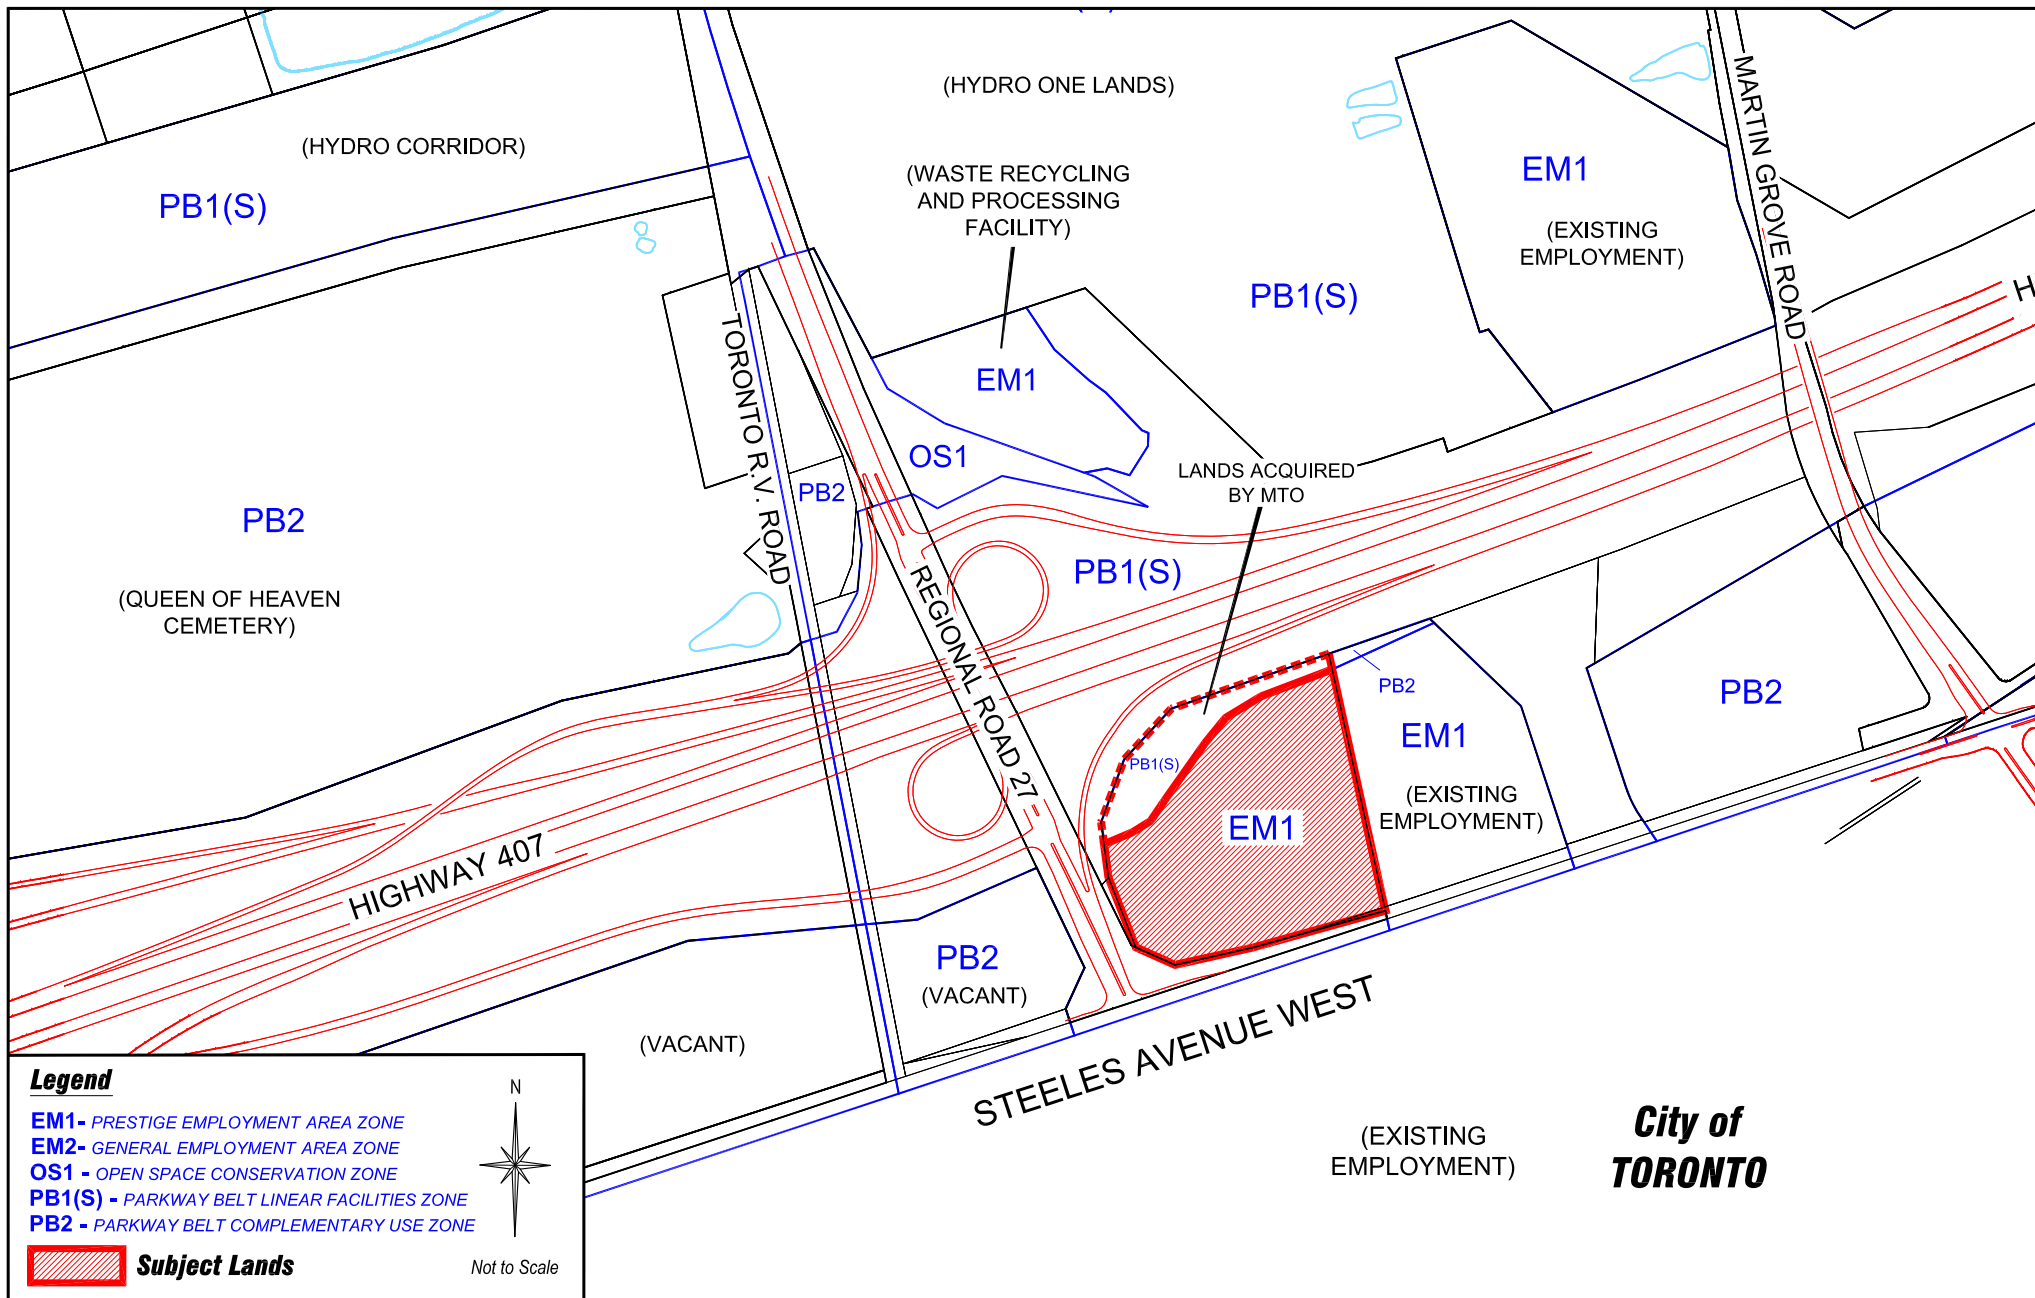 (HYDRO ONE LANDS)
(HYDRO CORRIDOR)
PB1(S)
(WASTE RECYCLING
AND PROCESSING
FACILITY)
EM1
(EXISTING
EMPLOYMENT)
MARTIN GROVE ROAD
PB1(S)
H
TORONTO R.V. ROAD
EM1
OS1
PB2
LANDS ACQUIRED
BY MTO
PB2
(QUEEN OF HEAVEN
CEMETERY)
PB1(S)
REGIONAL ROAD 27
PB2
EM1
(EXISTING
EMPLOYMENT)
PB2
PB1(S)
EM1
HIGHWAY 407
PB2
(VACANT)
(VACANT)
STEELES AVENUE WEST
(EXISTING
EMPLOYMENT)
City of
TORONTO
Legend
N
EM1- PRESTIGE EMPLOYMENT AREA ZONE
EM2- GENERAL EMPLOYMENT AREA ZONE
OS1 - OPEN SPACE CONSERVATION ZONE
PB1(S) - PARKWAY BELT LINEAR FACILITIES ZONE
PB2 - PARKWAY BELT COMPLEMENTARY USE ZONE
Subject Lands
Not to Scale